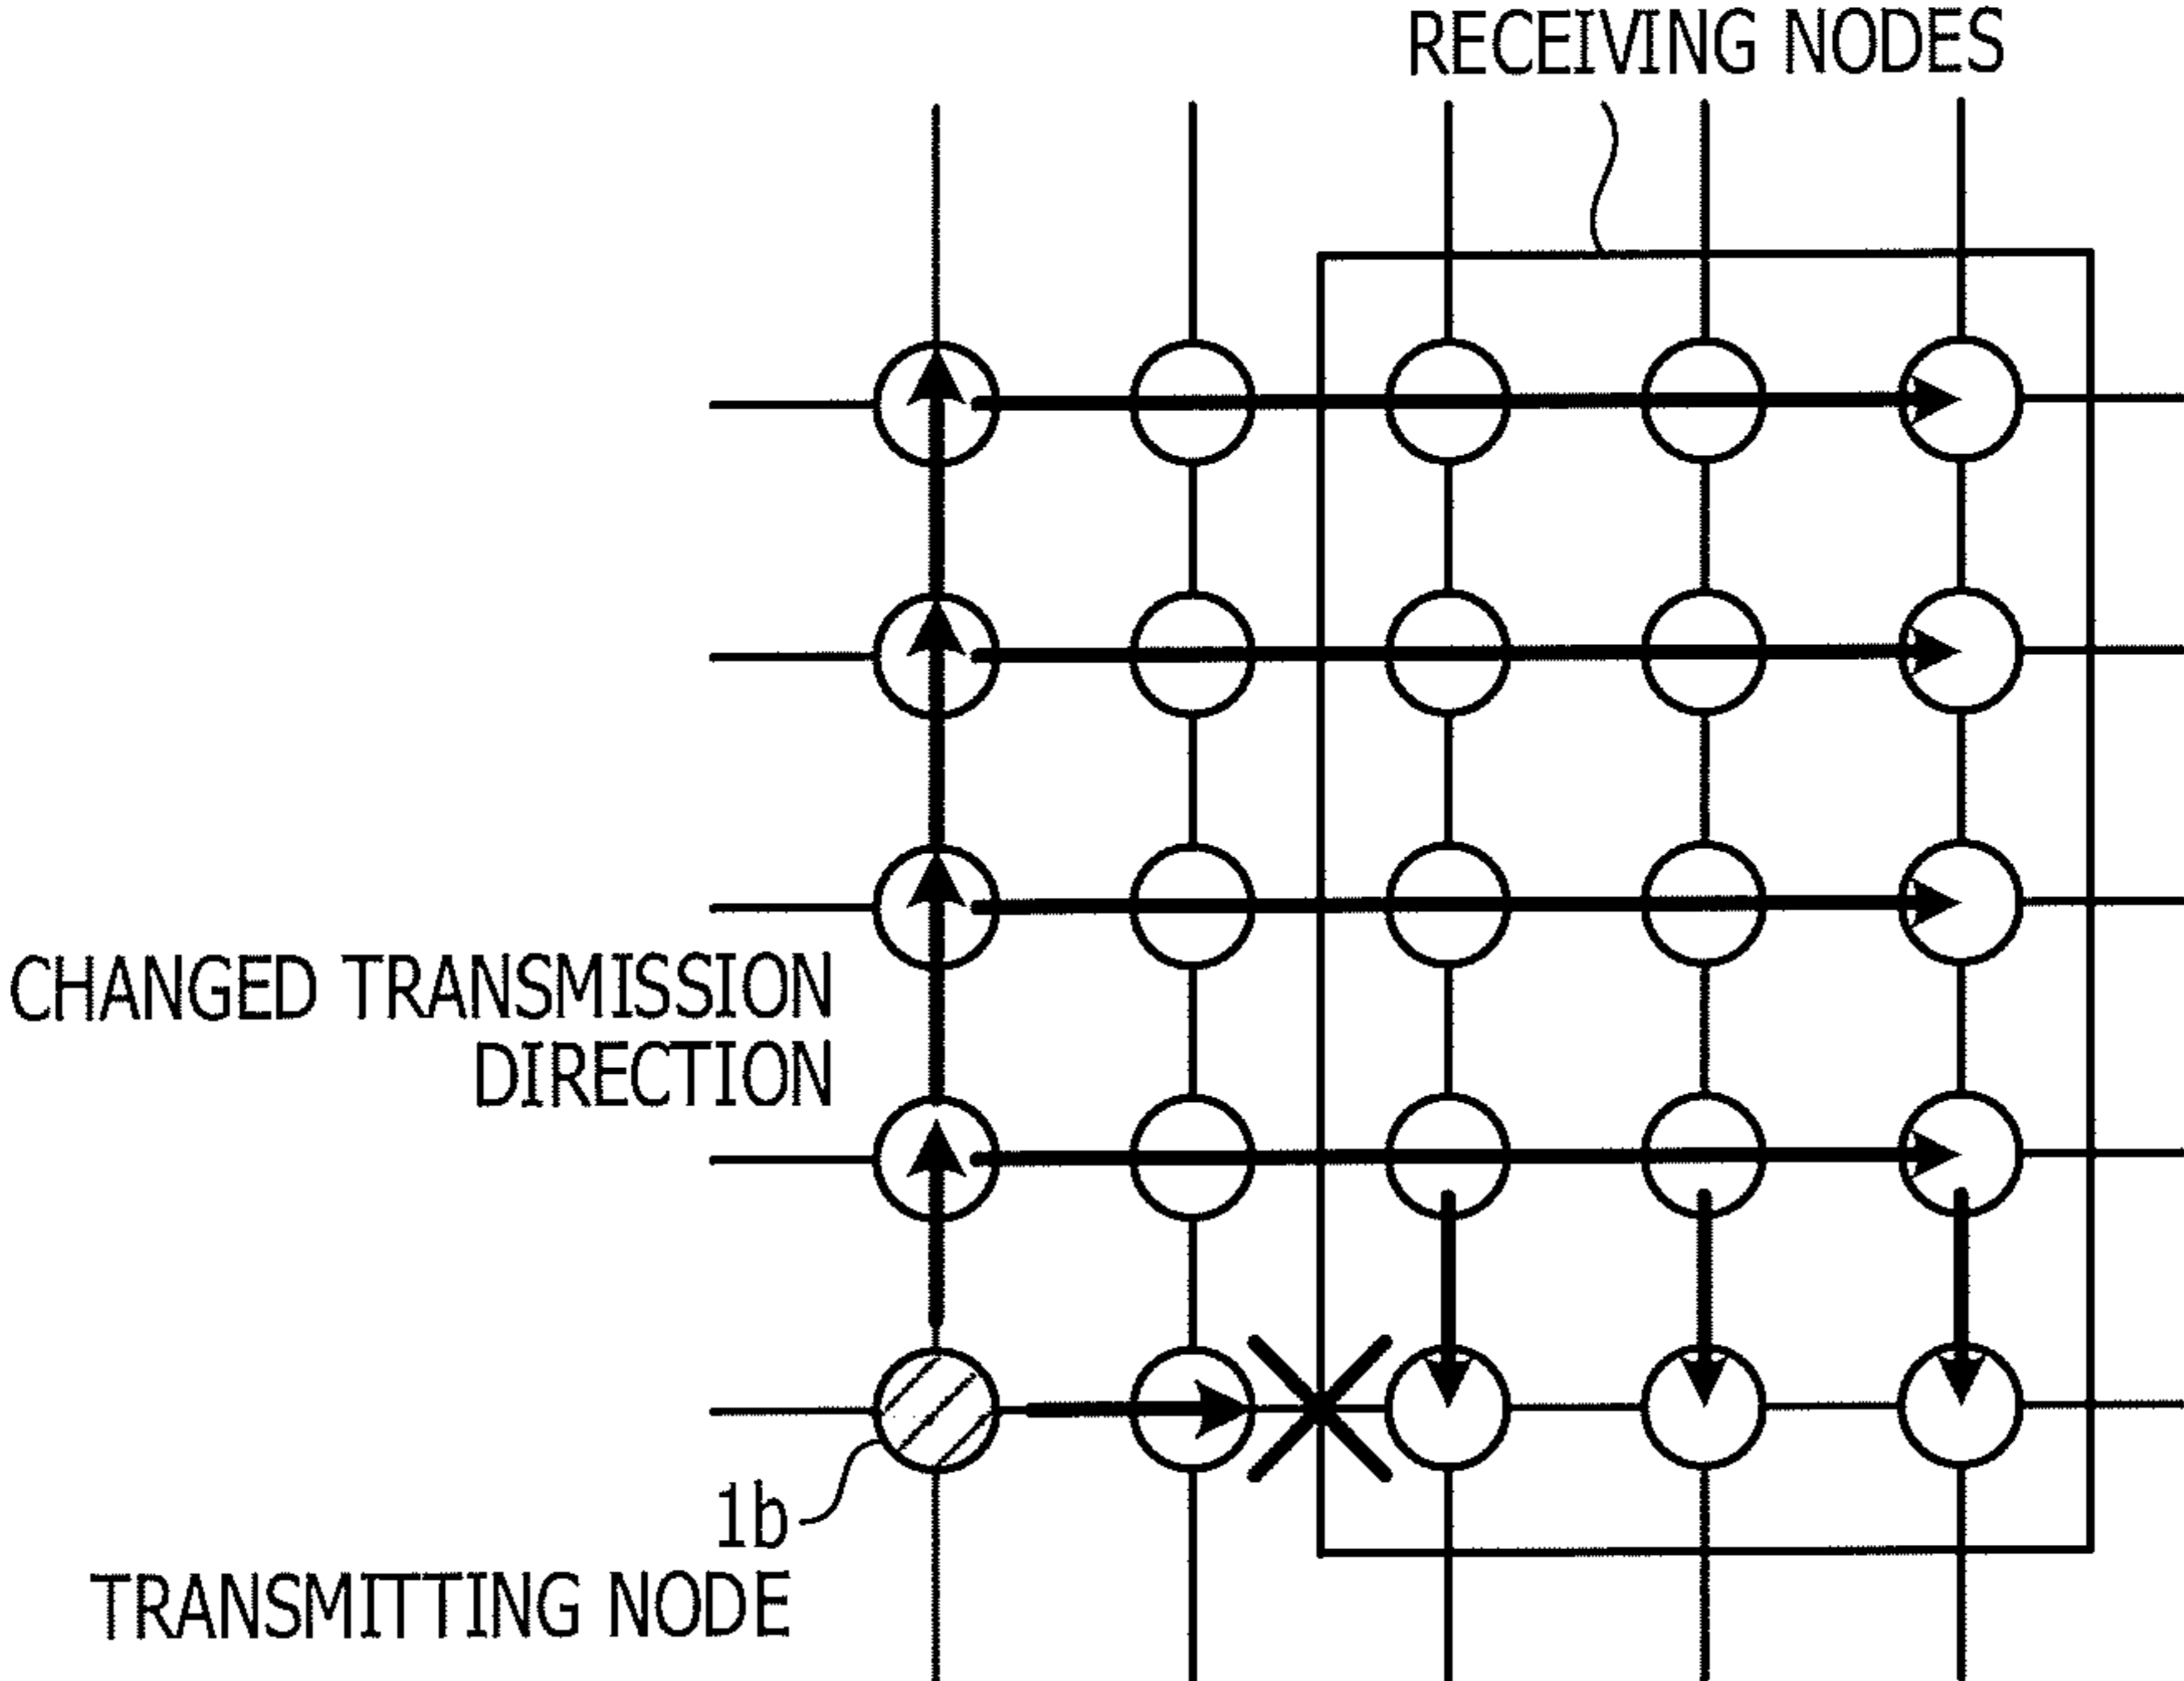 RECEIVING NODES
CHANGED TRANSMISSION
DIRECTION
1b
TRANSMITTING NODE